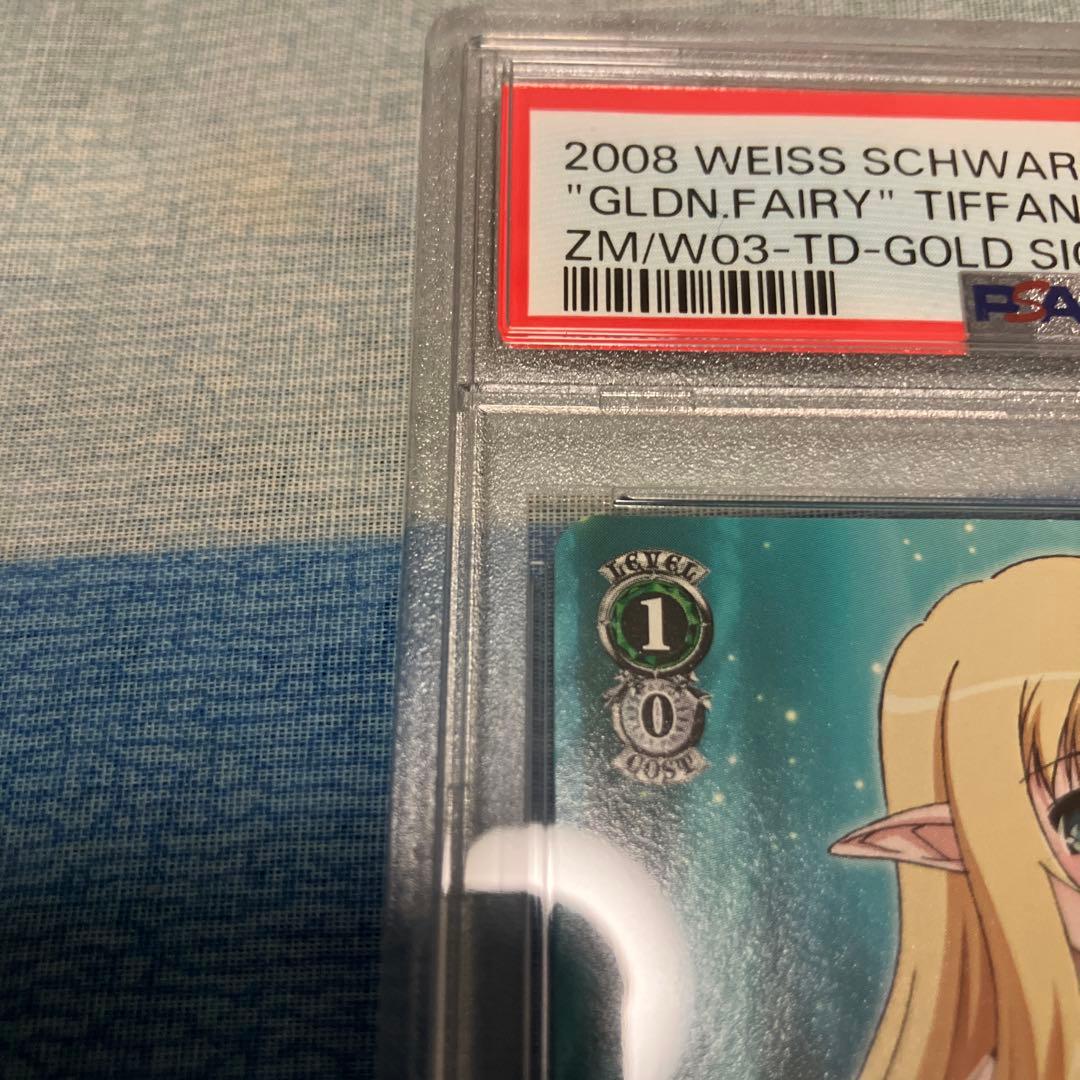 2008 WEISS SCHWAR
"GLDN.FAIRY" TIFFAN
ZM/W03-TD-GOLD SIG
PSA
LEVEL
1
0
COST